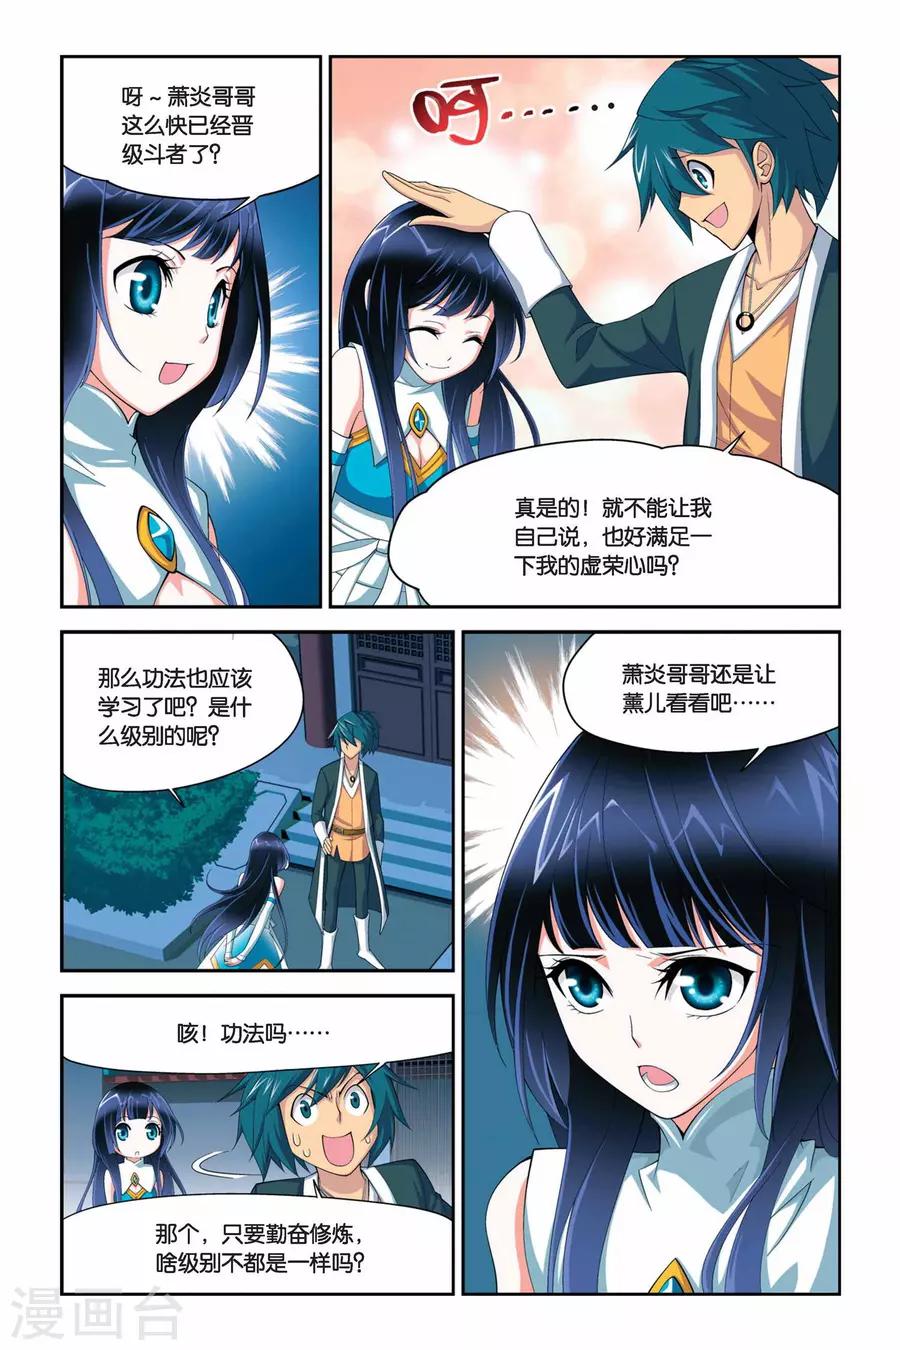 呀～萧炎哥哥
这么快已经晋
级斗者了？
呵……
真是的！就不能让我
自己说，也好满足一
下我的虚荣心吗？
那么功法也应该
学习了吧？是什
么级别的呢？
萧炎哥哥还是让
薰儿看看吧……
咳！功法吗……
那个，只要勤奋修炼，
啥级别不都是一样吗？
漫画台